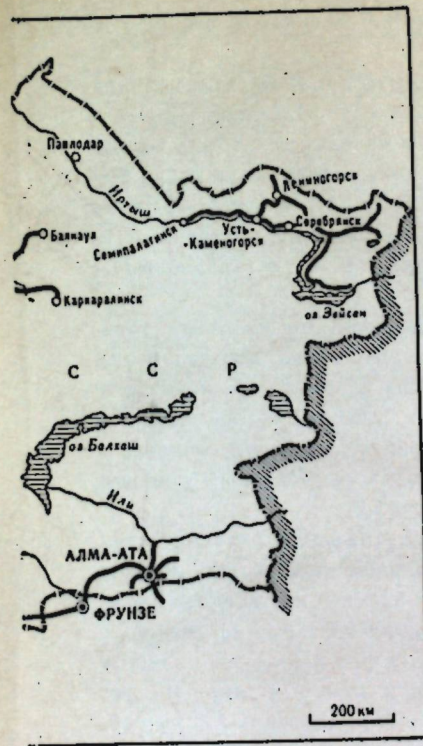 Павлодар
Иртыш
Лениногорск
Семипалатинск
Усть-
-Каменогорск
Серебрянск
Баянаул
Каркаралинск
оз Зайсан
С С Р
оз Балхаш
Или
АЛМА-АТА
ФРУНЗЕ
200 км